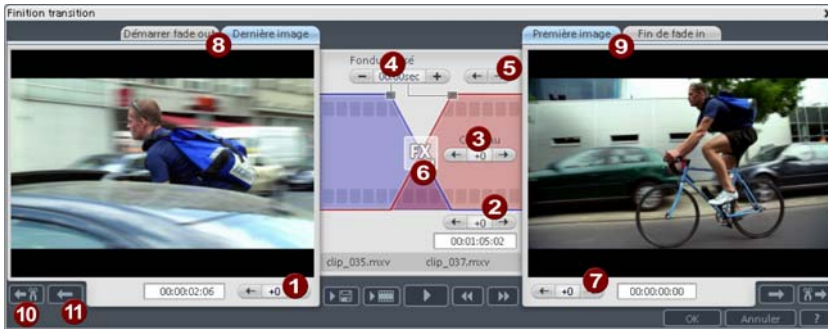 Finition transition
Démarrer fade out
Dernière image
Première image
Fin de fade in
8
9
4
5
00:00sec
3
+0
FX
6
2
+0
00:01:05:02
clip_035.mxv
clip_037.mxv
00:00:02:06
+0
1
+0
7
00:00:00:00
10
11
OK
Annuler
?